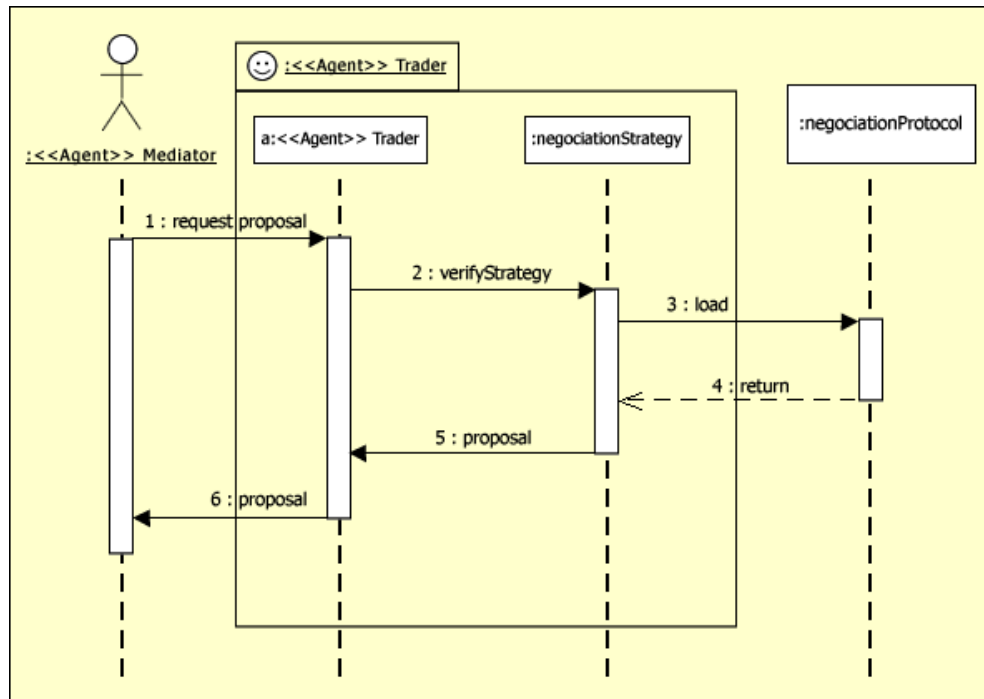 :<<Agent>> Trader
a:<<Agent>> Trader
:negociationStrategy
:negociationProtocol
:<<Agent>> Mediator
1 : request proposal
2 : verifyStrategy
3 : load
4 : return
5 : proposal
6 : proposal